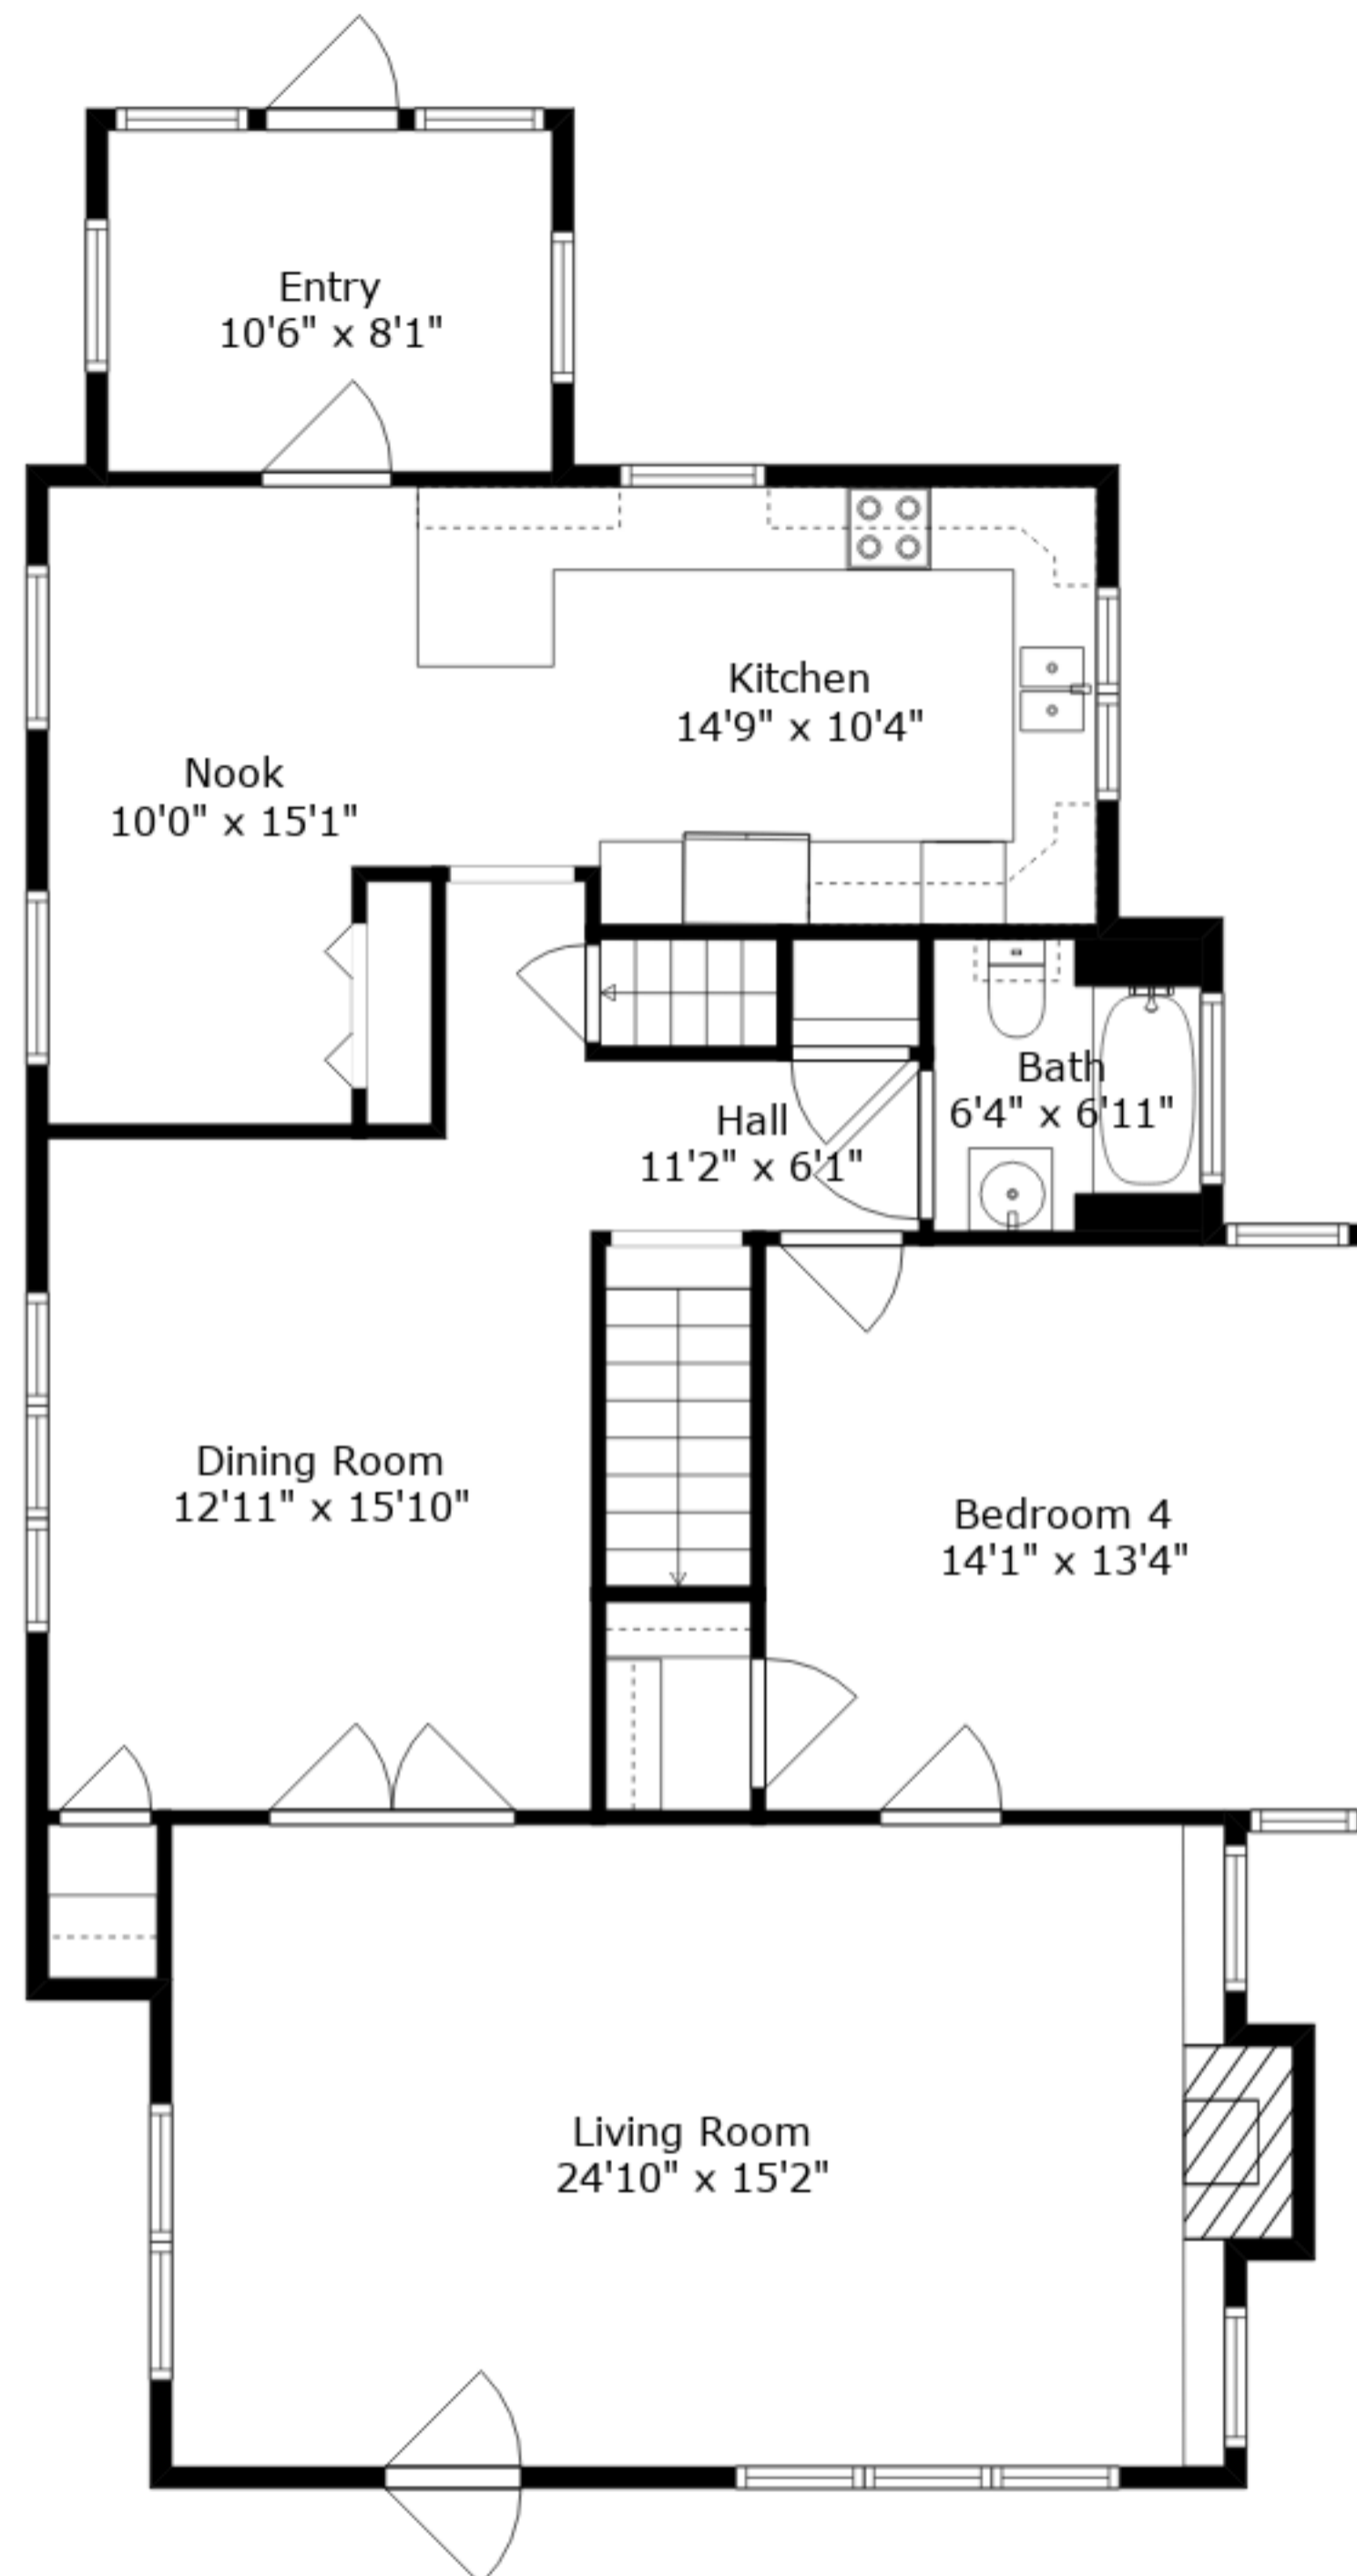 Entry
10'6" x 8'1"
Kitchen
14'9" x 10'4"
Nook
10'0" x 15'1"
Bath
6'4" x 6'11"
Hall
11'2" x 6'1"
Dining Room
12'11" x 15'10"
Bedroom 4
14'1" x 13'4"
Living Room
24'10" x 15'2"